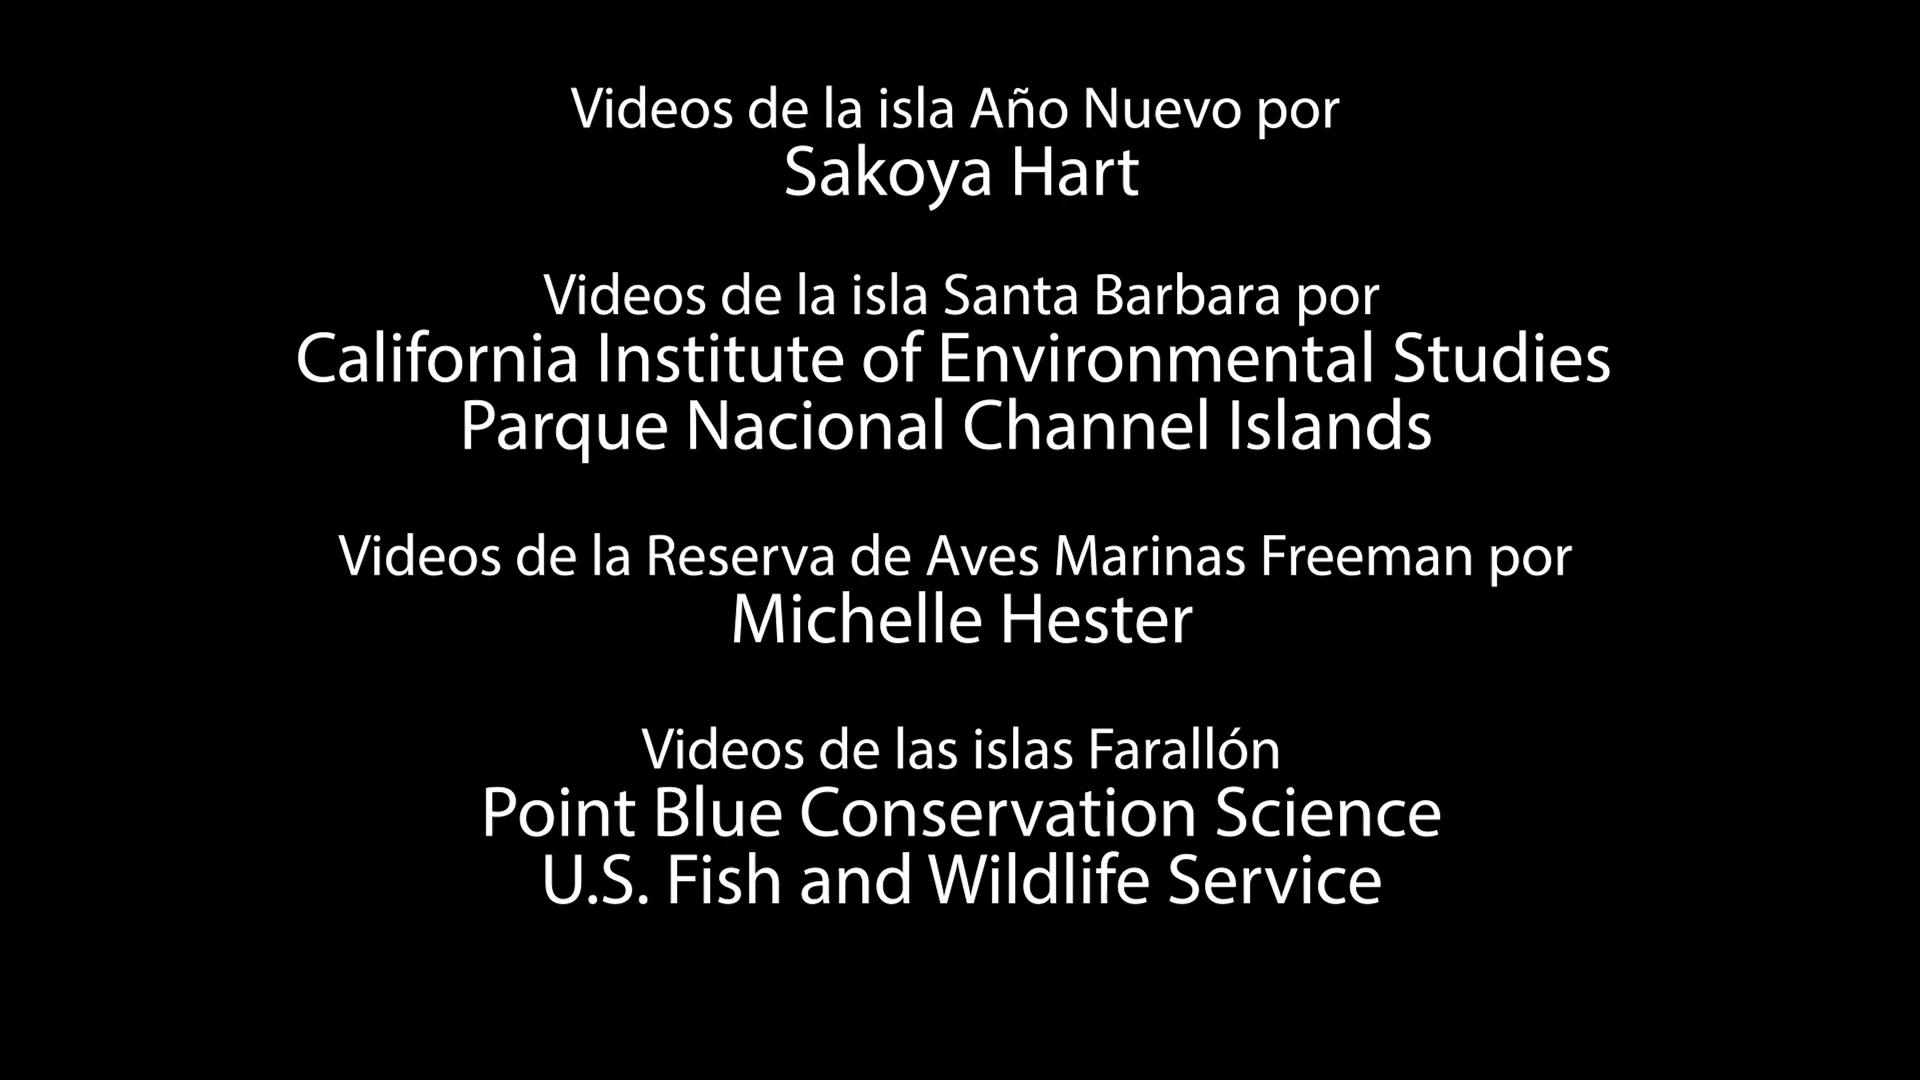 Videos de la isla Año Nuevo por
Sakoya Hart
Videos de la isla Santa Barbara por
California Institute of Environmental Studies
Parque Nacional Channel Islands
Videos de la Reserva de Aves Marinas Freeman por
Michelle Hester
Videos de las islas Farallón
Point Blue Conservation Science
U.S. Fish and Wildlife Service